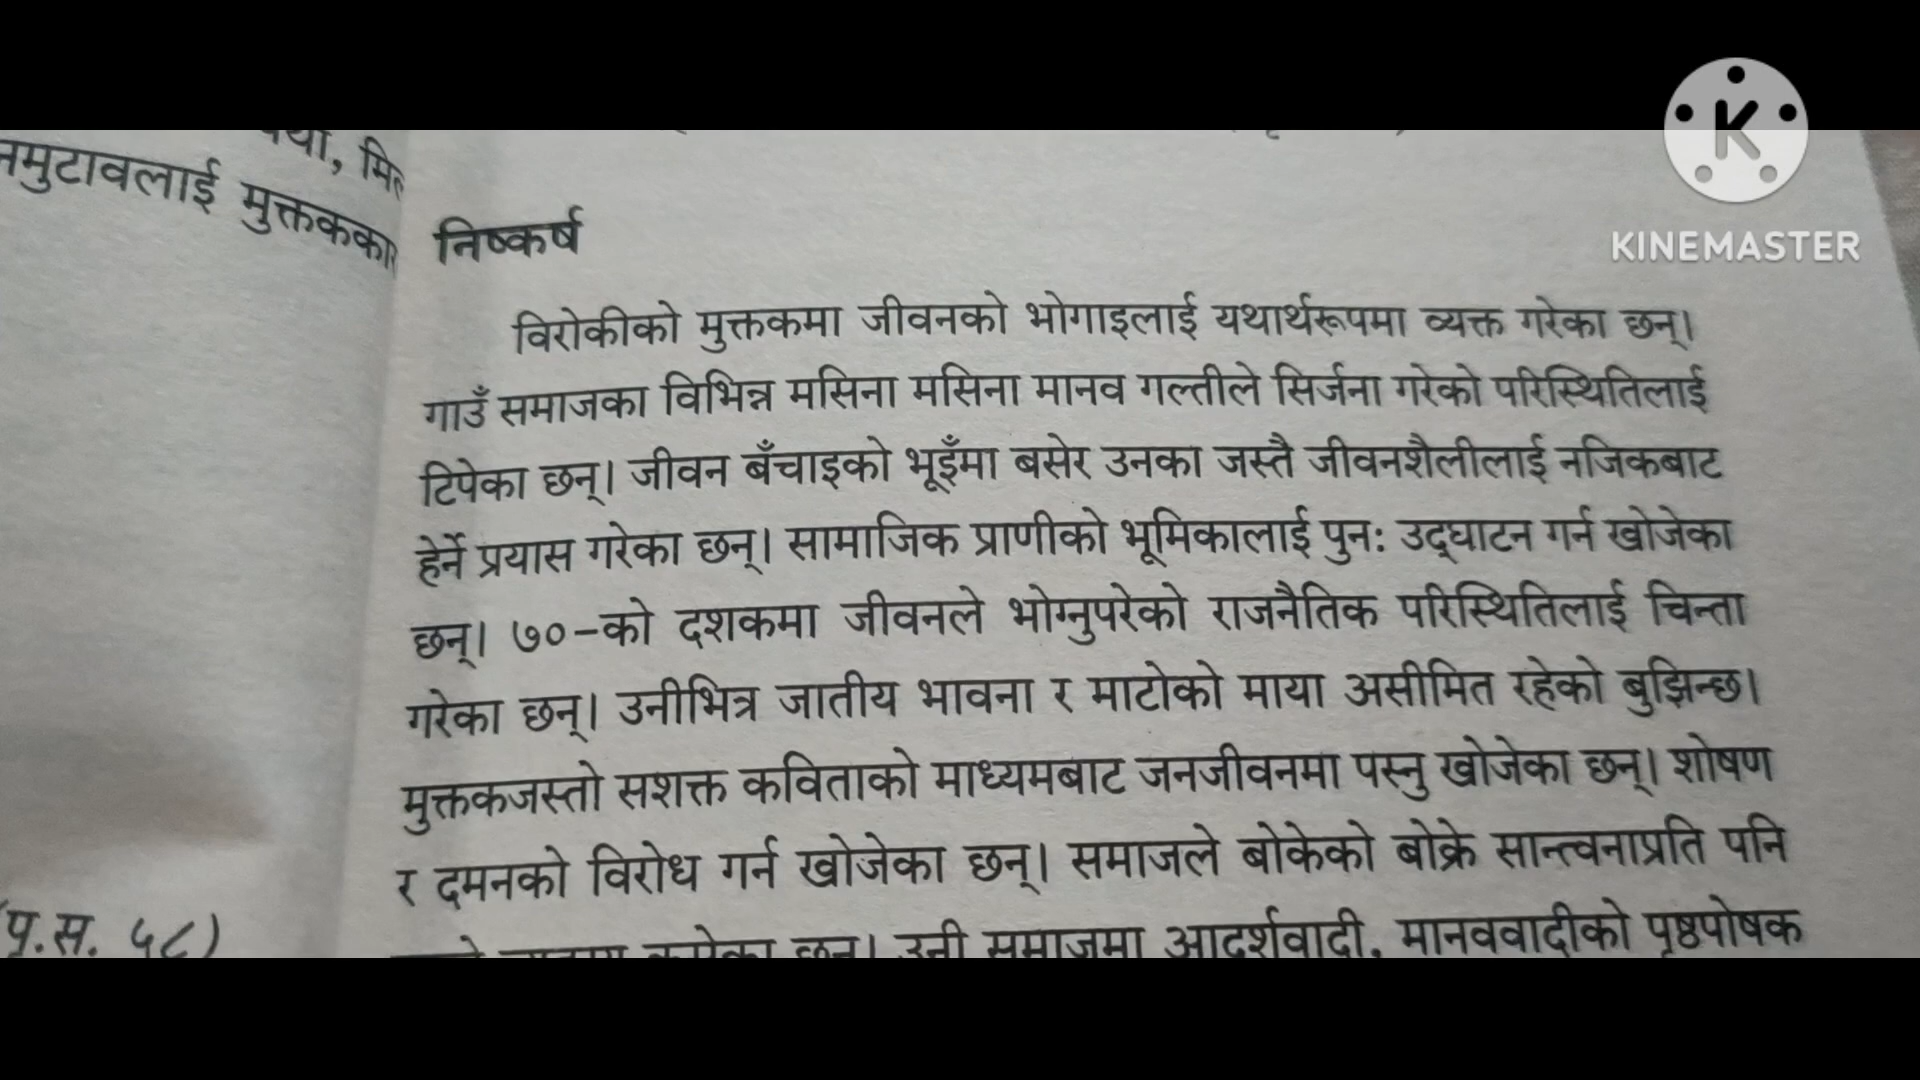 नमुटावलाई मुक्तककार
(पृ.स. ५८)
निष्कर्ष
विरोकीको मुक्तकमा जीवनको भोगाइलाई यथार्थरूपमा व्यक्त गरेका छन्।
गाउँ समाजका विभिन्न मसिना मसिना मानव गल्तीले सिर्जना गरेको परिस्थितिलाई
टिपेका छन्। जीवन बँचाइको भूइँमा बसेर उनका जस्तै जीवनशैलीलाई नजिकबाट
हेर्ने प्रयास गरेका छन्। सामाजिक प्राणीको भूमिकालाई पुनः उद्‌घाटन गर्न खोजेका
छन्। ७०-को दशकमा जीवनले भोग्नुपरेको राजनैतिक परिस्थितिलाई चिन्ता
गरेका छन्। उनीभित्र जातीय भावना र माटोको माया असीमित रहेको बुझिन्छ।
मुक्तकजस्तो सशक्त कविताको माध्यमबाट जनजीवनमा पस्नु खोजेका छन्। शोषण
र दमनको विरोध गर्न खोजेका छन्। समाजले बोकेको बोक्रे सान्त्वनाप्रति पनि
छन्। उनी समाजमा आदर्शवादी, मानववादीको पृष्ठपोषक
KINEMASTER